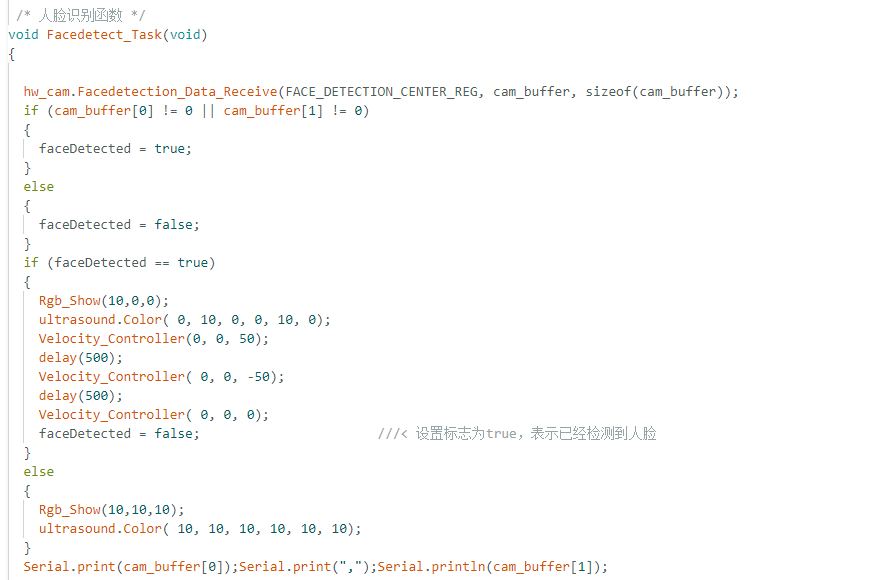 /* 人脸识别函数 */
void Facedetect_Task(void)
{
hw_cam.Facedetection_Data_Receive(FACE_DETECTION_CENTER_REG, cam_buffer, sizeof(cam_buffer));
if (cam_buffer[0] != 0 || cam_buffer[1] != 0)
{
faceDetected = true;
}
else
{
faceDetected = false;
}
if (faceDetected == true)
{
Rgb_Show(10,0,0);
ultrasound.Color( 0, 10, 0, 0, 10, 0);
Velocity_Controller(0, 0, 50);
delay(500);
Velocity_Controller( 0, 0, -50);
delay(500);
Velocity_Controller( 0, 0, 0);
faceDetected = false; ///< 设置标志为true，表示已经检测到人脸
}
else
{
Rgb_Show(10,10,10);
ultrasound.Color( 10, 10, 10, 10, 10, 10);
}
Serial.print(cam_buffer[0]);Serial.print(",");Serial.println(cam_buffer[1]);